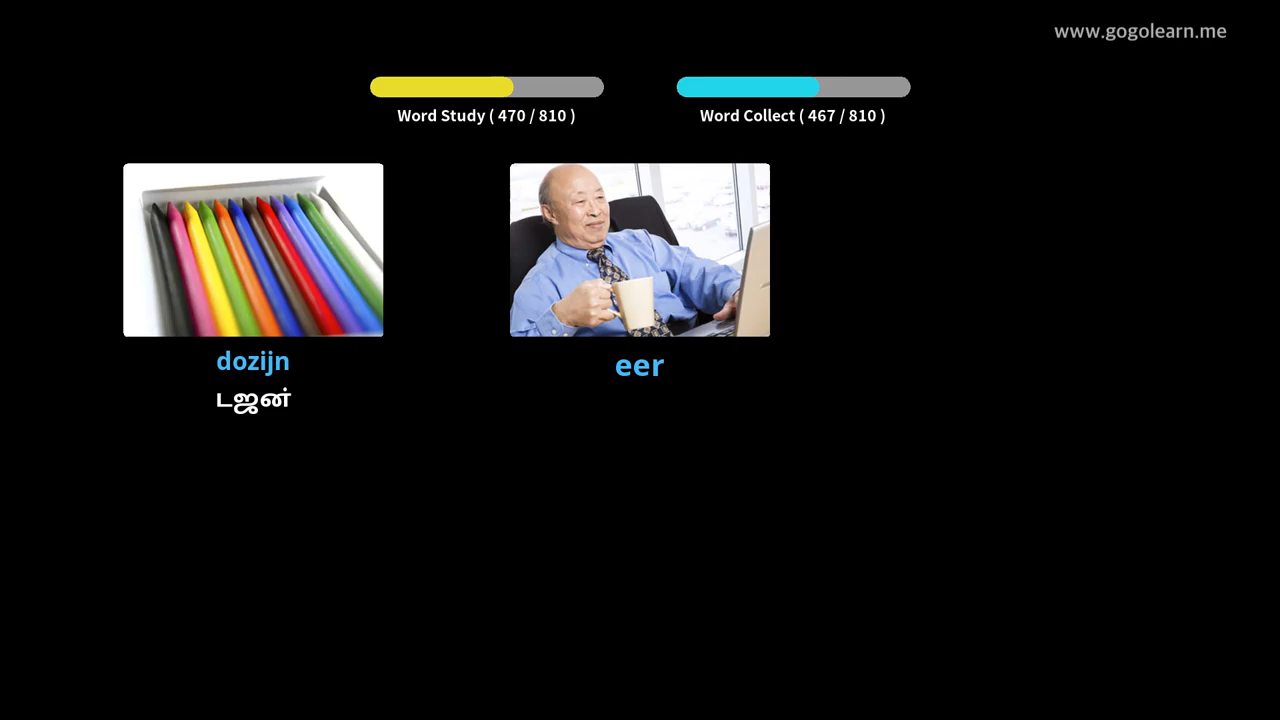 www.gogolearn.me
Word Study ( 470 / 810 )
Word Collect ( 467 / 810 )
dozijn
டஜன்
eer